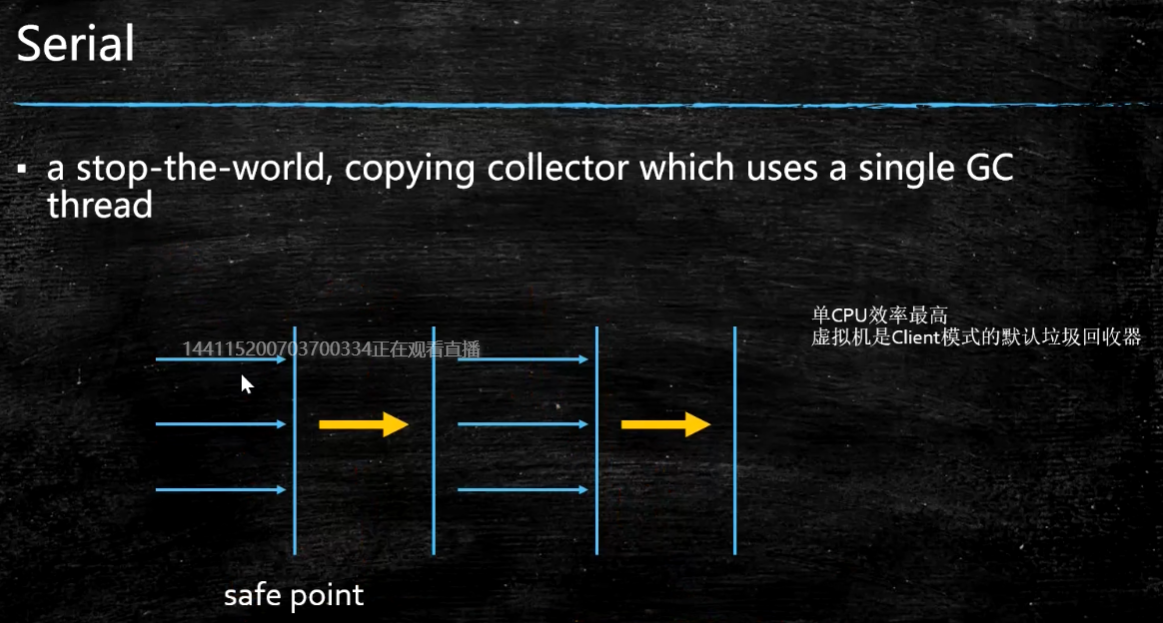 Serial
▪ a stop-the-world, copying collector which uses a single GC
thread
单CPU效率最高
虚拟机是Client模式的默认垃圾回收器
144115200703700334正在观看直播
safe point